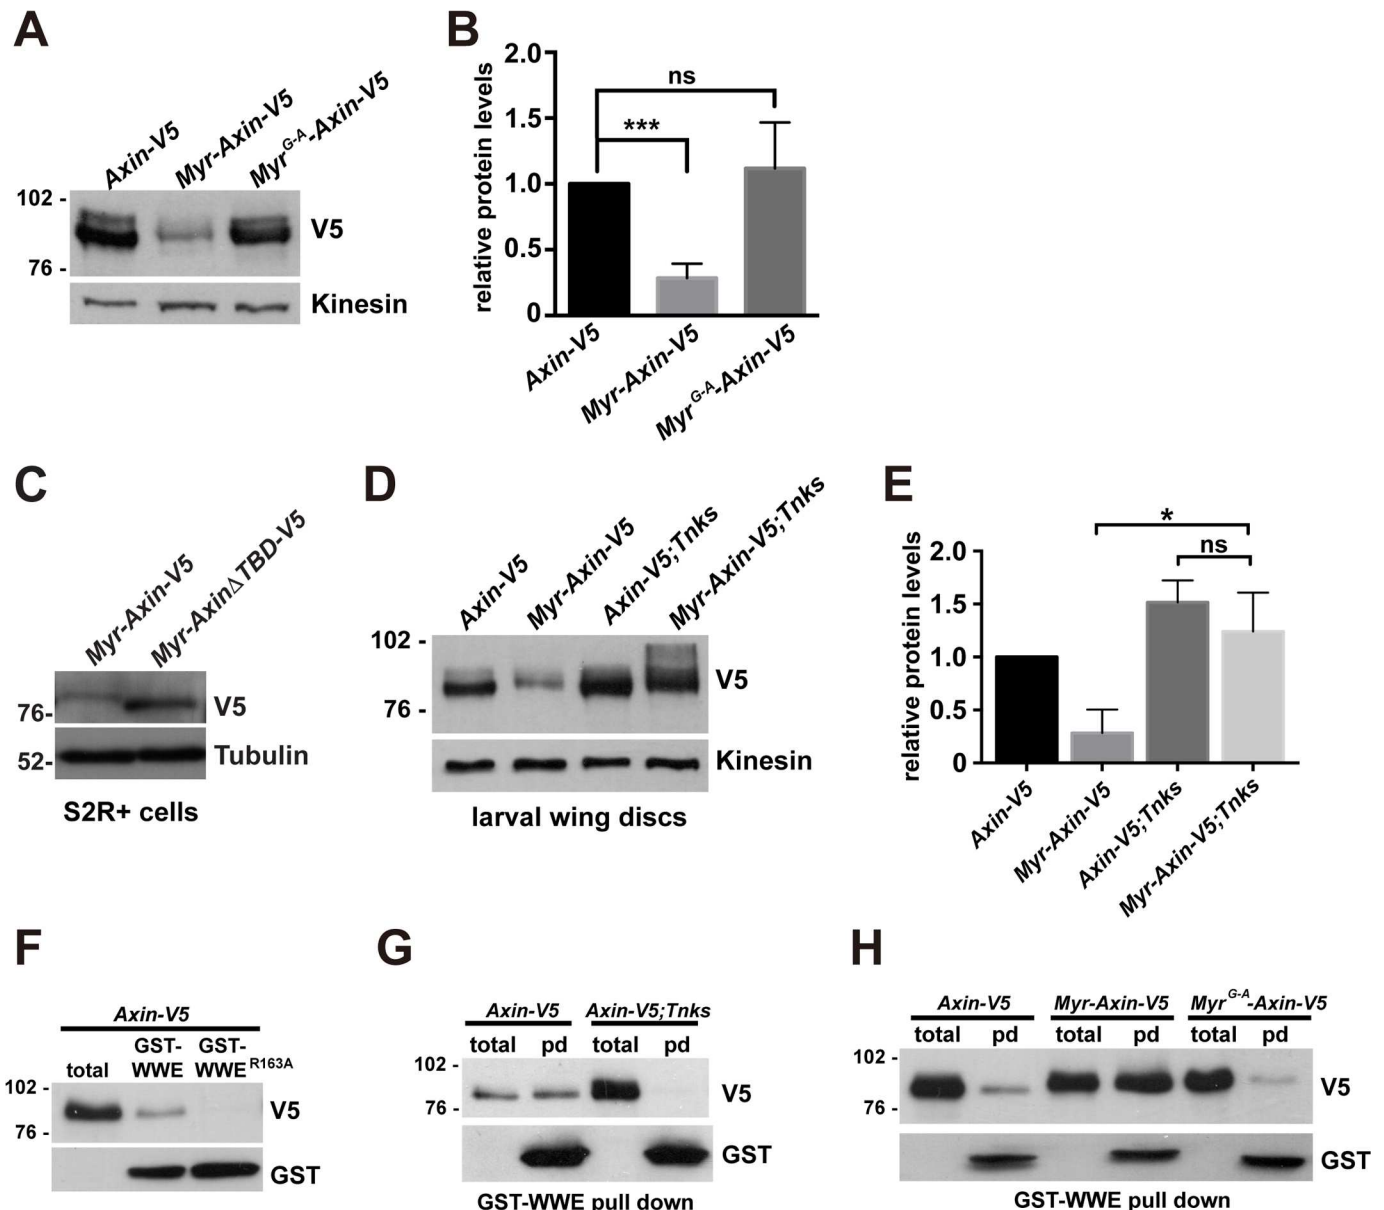 A
Axin-V5
Myr-Axin-V5
Myr^G-A-Axin-V5
102 -
76 -
V5
Kinesin
B
relative protein levels
2.0
1.5
1.0
0.5
0
ns
***
Axin-V5
Myr-Axin-V5
Myr^G-A-Axin-V5
C
Myr-Axin-V5
Myr-AxinΔTBD-V5
76-
V5
52-
Tubulin
S2R+ cells
D
Axin-V5
Myr-Axin-V5
Axin-V5;Tnks
Myr-Axin-V5;Tnks
102 -
76 -
V5
Kinesin
larval wing discs
E
relative protein levels
2.0
1.5
1.0
0.5
0
*
ns
Axin-V5
Myr-Axin-V5
Axin-V5;Tnks
Myr-Axin-V5;Tnks
F
Axin-V5
total
GST-WWE
GST-WWE^R163A
102 -
76 -
V5
GST
G
Axin-V5 Axin-V5;Tnks
total pd total pd
102 -
76 -
V5
GST
GST-WWE pull down
H
Axin-V5 Myr-Axin-V5 Myr^G-A-Axin-V5
total pd total pd total pd
102 -
76 -
V5
GST
GST-WWE pull down